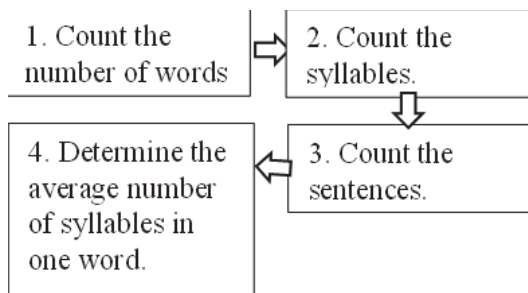 1. Count the
number of words
2. Count the
syllables.
3. Count the
sentences.
4. Determine the
average number
of syllables in
one word.